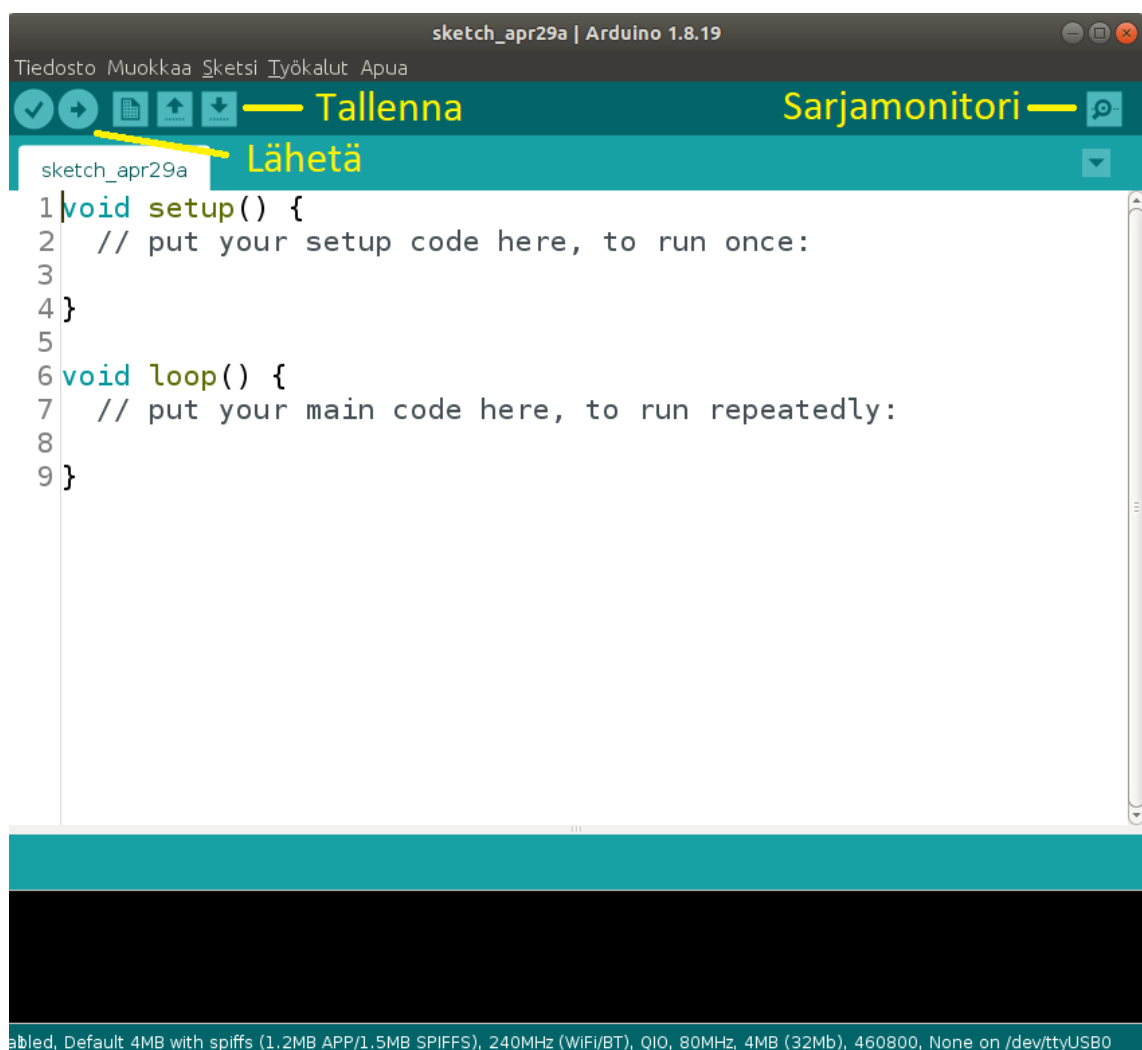 sketch_apr29a | Arduino 1.8.19
Tiedosto Muokkaa Sketsi Työkalut Apua
Tallenna
Sarjamonitori
Lähetä
sketch_apr29a
1 void setup() {
2   // put your setup code here, to run once:
3
4 }
5
6 void loop() {
7   // put your main code here, to run repeatedly:
8
9 }
Default 4MB with spiffs (1.2MB APP/1.5MB SPIFFS), 240MHz (WiFi/BT), QIO, 80MHz, 4MB (32Mb), 460800, None on /dev/ttyUSB0